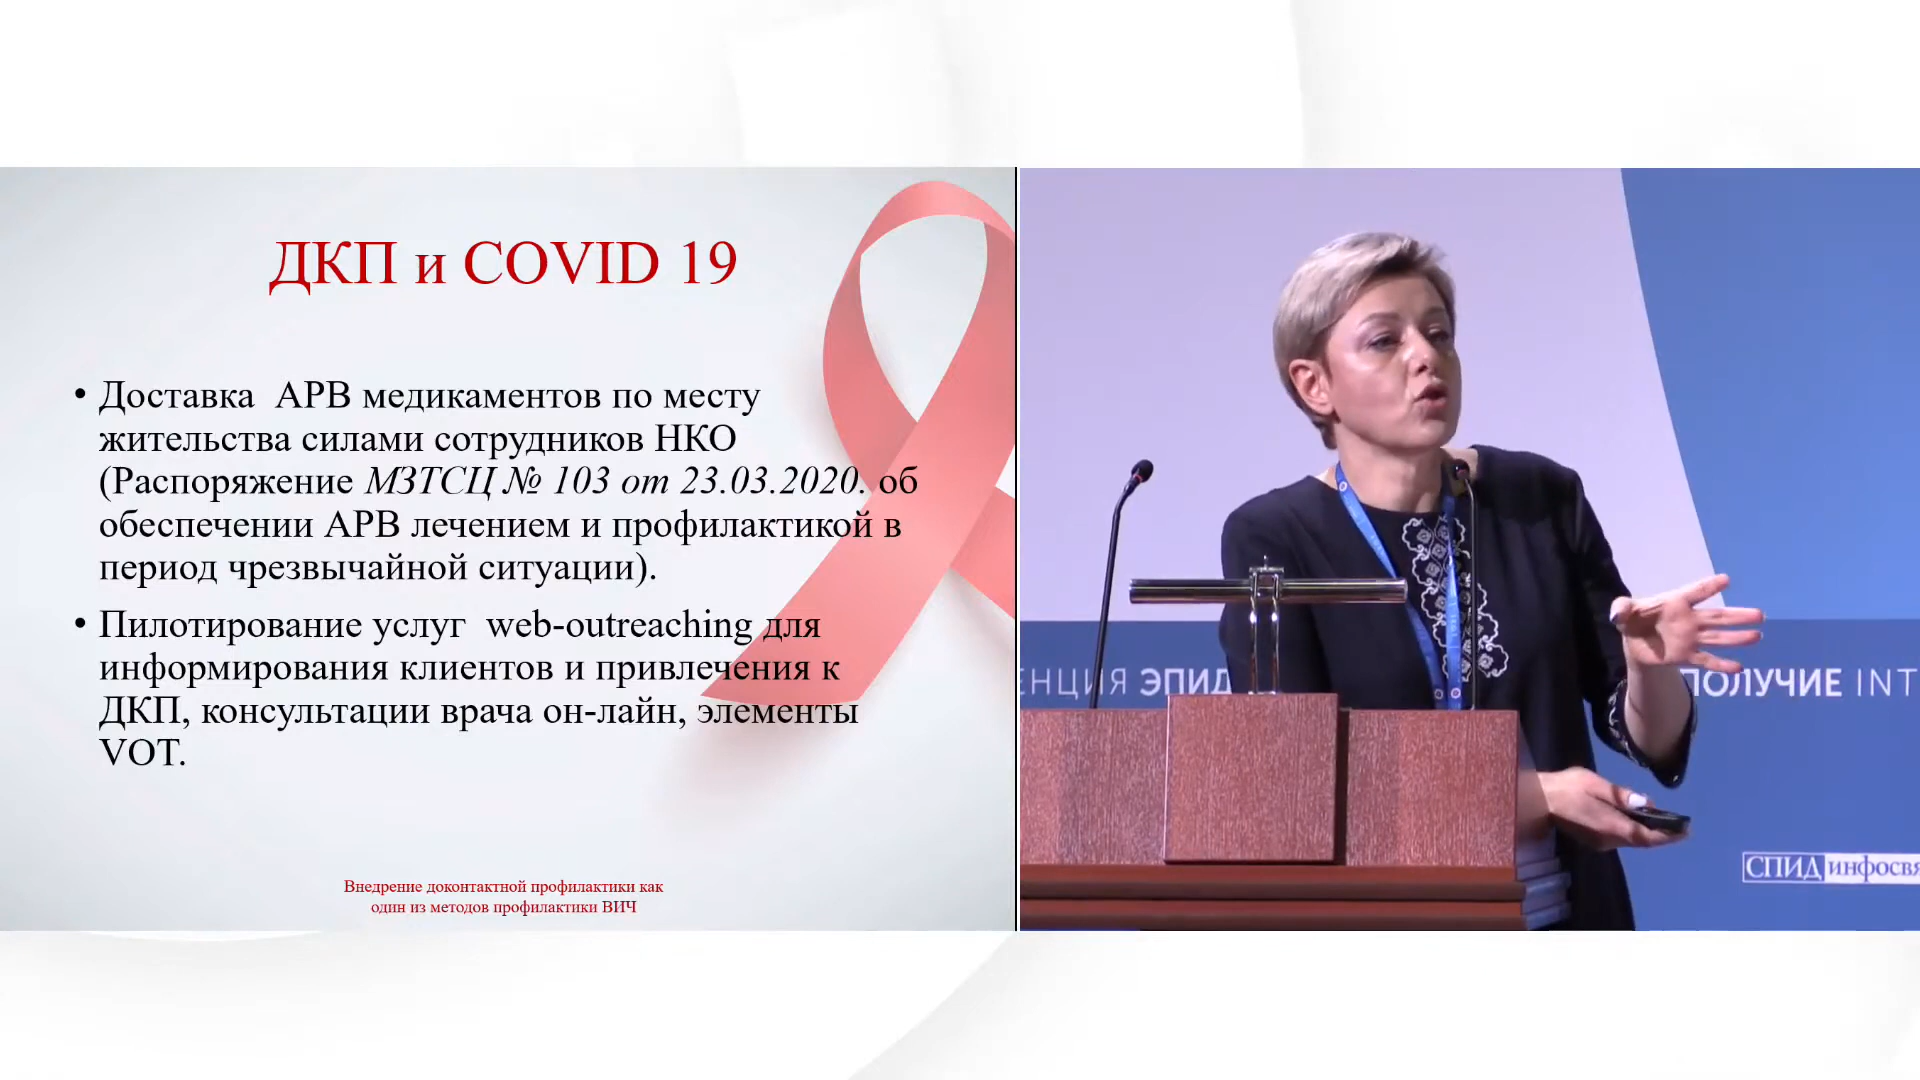 ДКП и COVID 19
• Доставка АРВ медикаментов по месту
жительства силами сотрудников НКО
(Распоряжение МЗТСЦ № 103 от 23.03.2020. об
обеспечении АРВ лечением и профилактикой в
период чрезвычайной ситуации).
• Пилотирование услуг web-outreaching для
информирования клиентов и привлечения к
ДКП, консультации врача он-лайн, элементы
VOT.
Внедрение доконтактной профилактики как
один из методов профилактики ВИЧ
ЕНЦИЯ ЭПИД ПОЛУЧИЕ INT
СПИД инфосвя